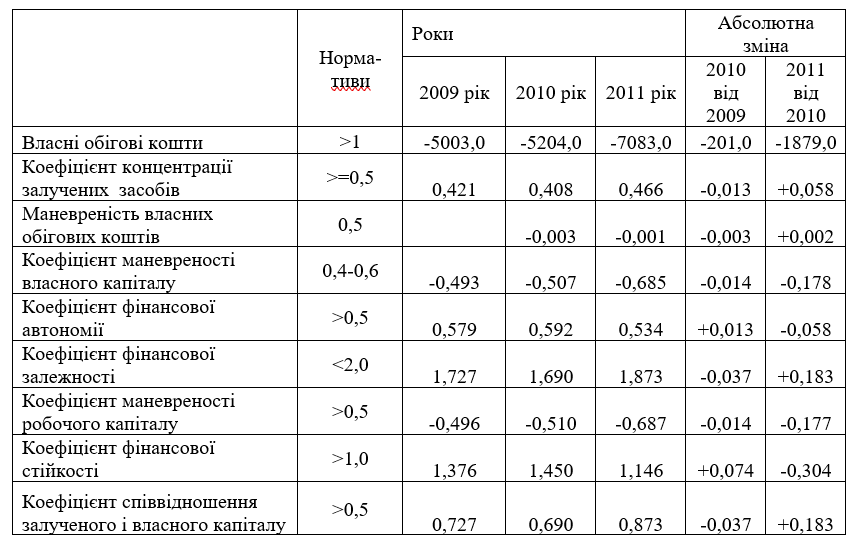 Норма-
тиви
Роки
Абсолютна
зміна
2009 рік
2010 рік
2011 рік
2010
від
2009
2011
від
2010
Власні обігові кошти >1 -5003,0 -5204,0 -7083,0 -201,0 -1879,0
Коефіцієнт концентрації
залучених засобів >=0,5 0,421 0,408 0,466 -0,013 +0,058
Маневреність власних
обігових коштів 0,5 -0,003 -0,001 -0,003 +0,002
Коефіцієнт маневреності
власного капіталу 0,4-0,6 -0,493 -0,507 -0,685 -0,014 -0,178
Коефіцієнт фінансової
автономії >0,5 0,579 0,592 0,534 +0,013 -0,058
Коефіцієнт фінансової
залежності <2,0 1,727 1,690 1,873 -0,037 +0,183
Коефіцієнт маневреності
робочого капіталу >0,5 -0,496 -0,510 -0,687 -0,014 -0,177
Коефіцієнт фінансової
стійкості >1,0 1,376 1,450 1,146 +0,074 -0,304
Коефіцієнт співвідношення
залученого і власного капіталу >0,5 0,727 0,690 0,873 -0,037 +0,183